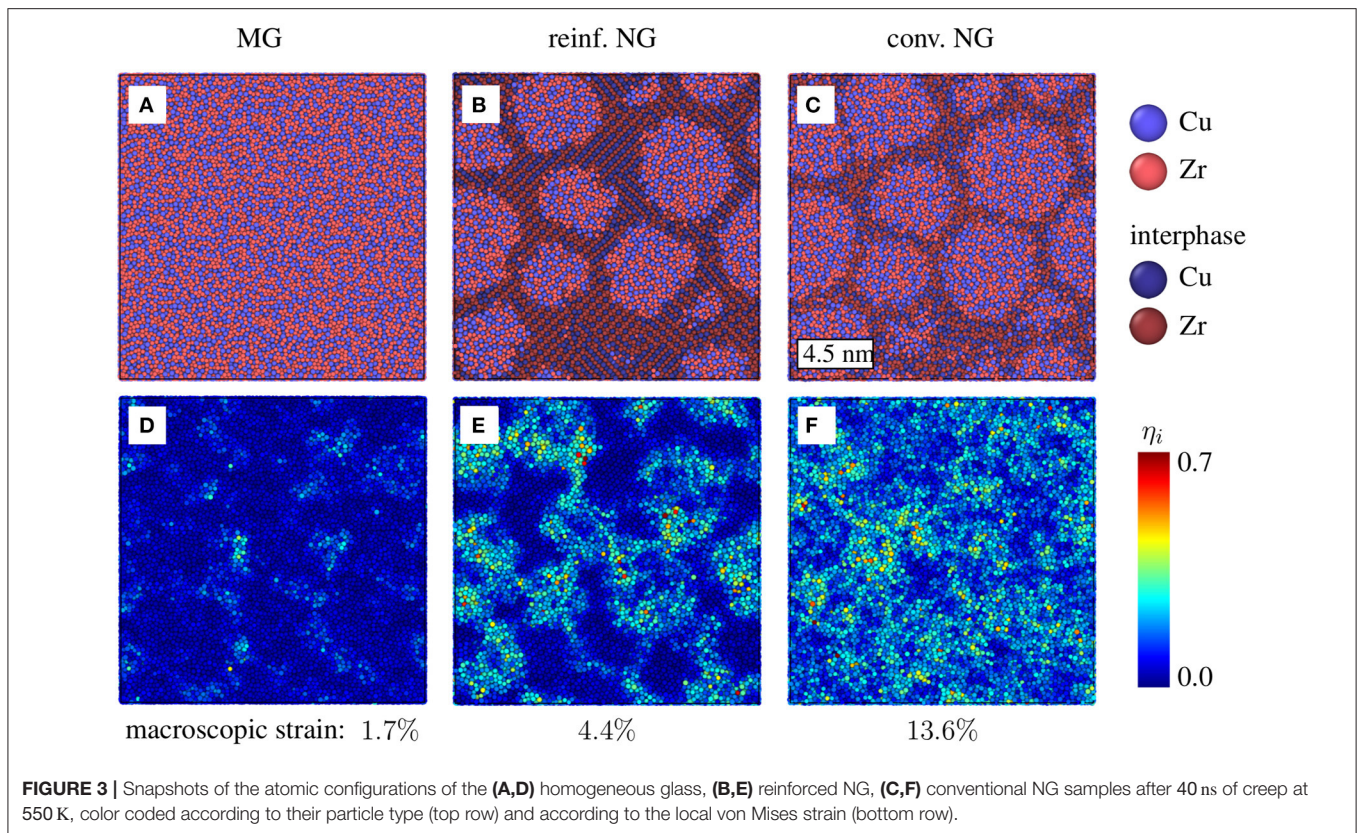 MG reinf. NG conv. NG
A B C
Cu
Zr
interphase
Cu
Zr
4.5 nm
D E F
η_i
0.7
0.0
macroscopic strain: 1.7% 4.4% 13.6%
FIGURE 3 | Snapshots of the atomic configurations of the (A,D) homogeneous glass, (B,E) reinforced NG, (C,F) conventional NG samples after 40 ns of creep at
550 K, color coded according to their particle type (top row) and according to the local von Mises strain (bottom row).